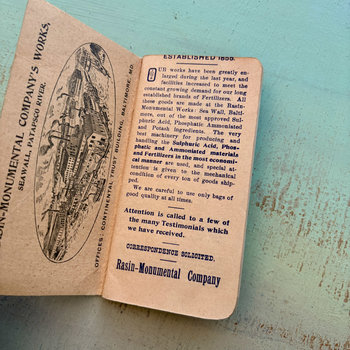 SIN-MONUMENTAL COMPANY'S WORKS,
SEAWALL, PATAPSCO RIVER.
OFFICES: CONTINENTAL TRUST BUILDING, BALTIMORE, MD.
ESTABLISHED 1855.
OUR works have been greatly en-
larged during the last year, and
facilities increased to meet the
constant growing demand for our long
established brands of Fertilizers. All
these goods are made at the Rasin-
Monumental Works: Sea Wall, Balti-
more, out of the most approved Sul-
phuric Acid, Phosphatic Ammoniated
and Potash ingredients. The very
best machinery for producing and
handling the Sulphuric Acid, Phos-
phatic and Ammoniated materials
and Fertilizers in the most economi-
cal manner are used, and special at-
tention is given to the mechanical
condition of every ton of goods ship-
ped.
We are careful to use only bags of
good quality at all times.
Attention is called to a few of
the many Testimonials which
we have received.
CORRESPONDENCE SOLICITED.
Rasin-Monumental Company